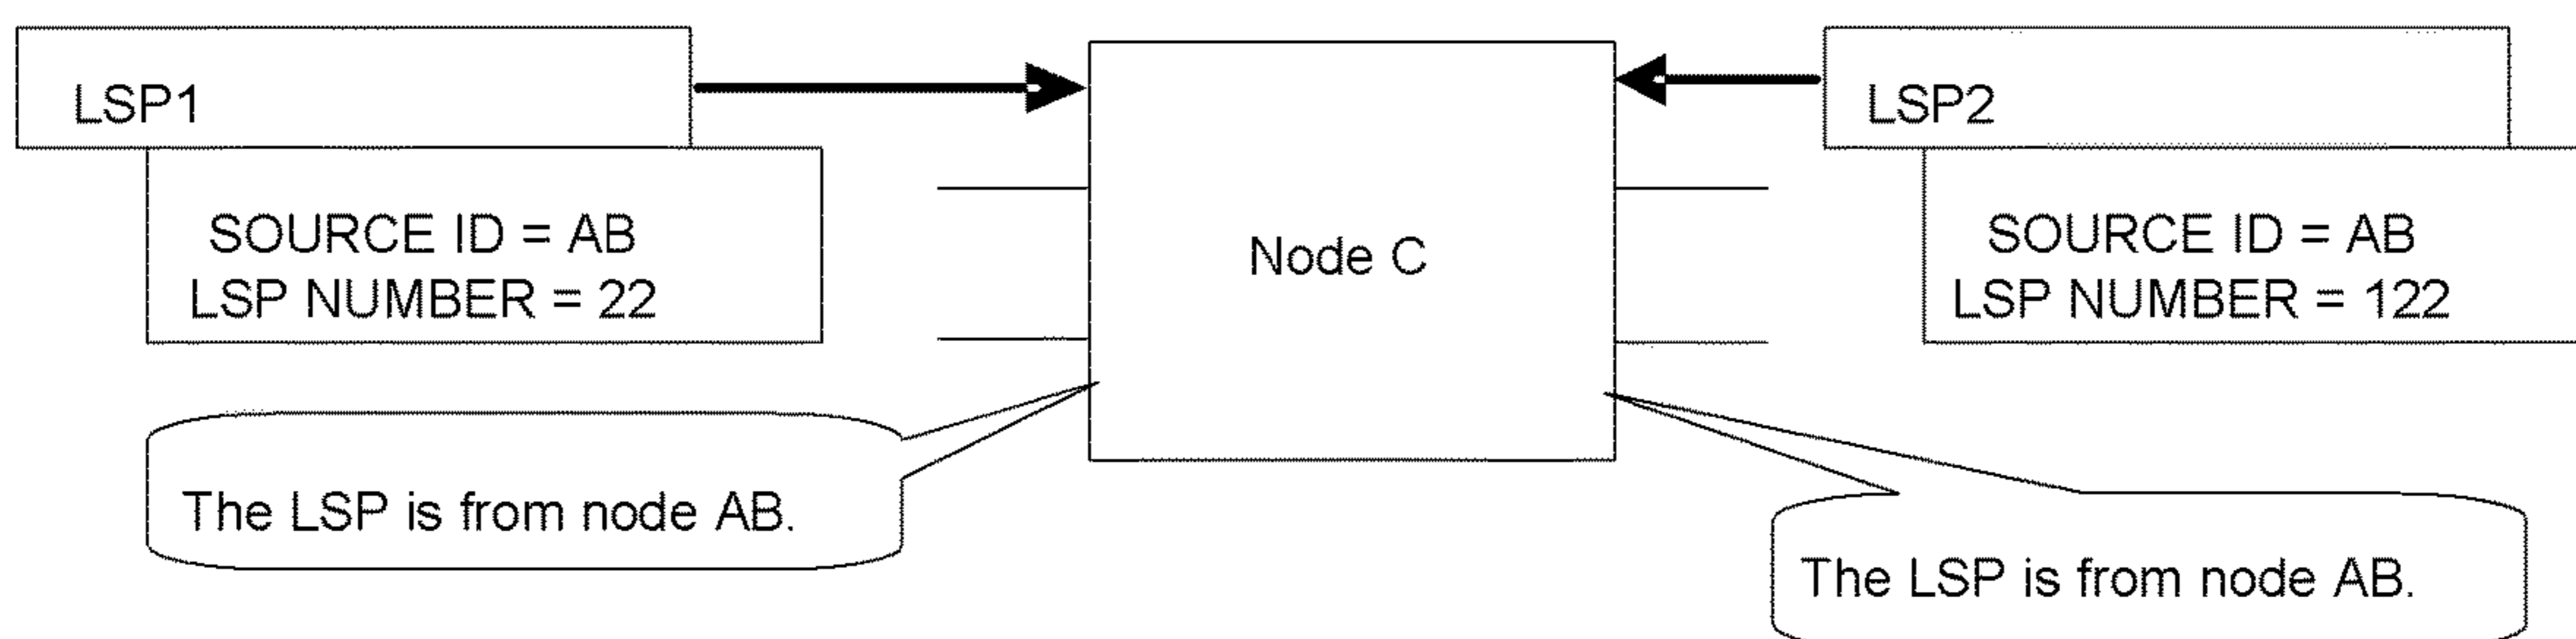 LSP1
SOURCE ID = AB
LSP NUMBER = 22
Node C
LSP2
SOURCE ID = AB
LSP NUMBER = 122
The LSP is from node AB.
The LSP is from node AB.